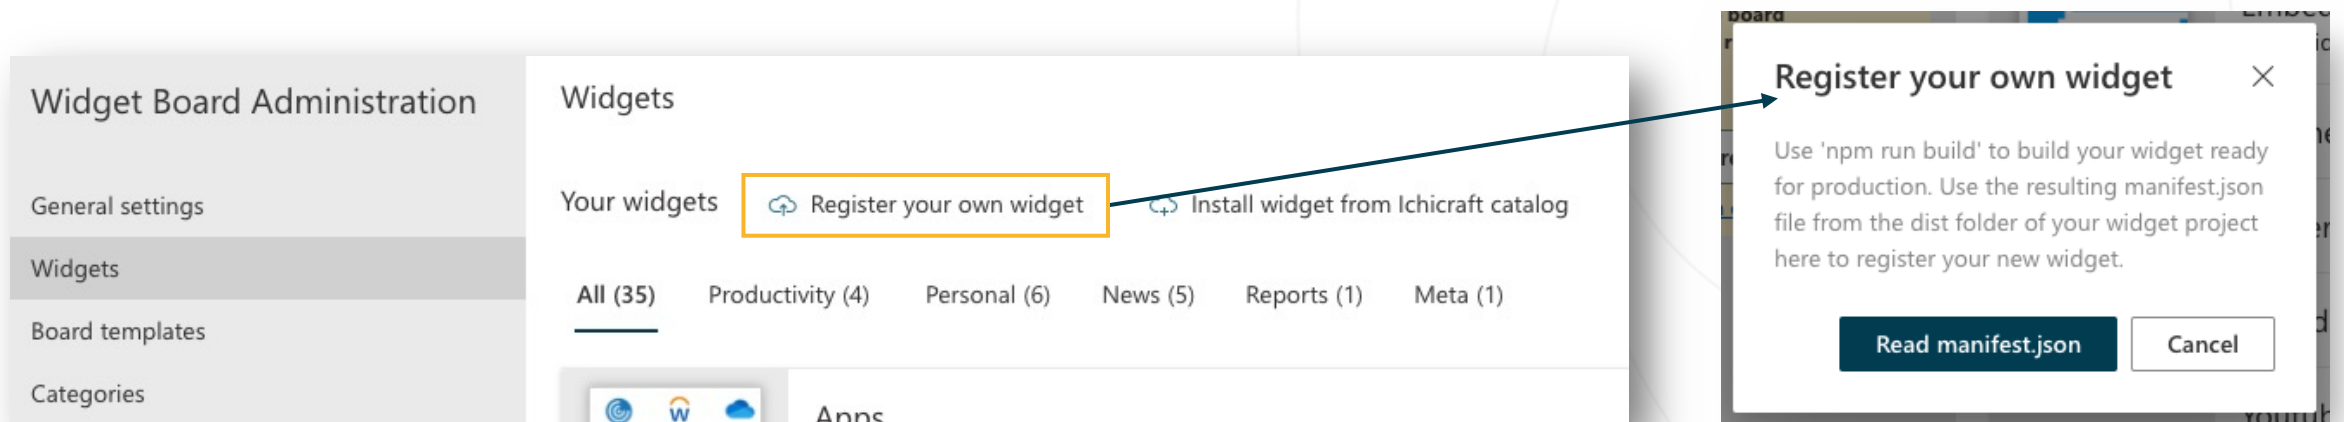 Widget Board Administration
General settings
Widgets
Board templates
Categories
Widgets
Your widgets
Register your own widget
Install widget from Ichicraft catalog
All (35) Productivity (4) Personal (6) News (5) Reports (1) Meta (1)
Apps
board
Register your own widget
Use 'npm run build' to build your widget ready
for production. Use the resulting manifest.json
file from the dist folder of your widget project
here to register your new widget.
Read manifest.json
Cancel